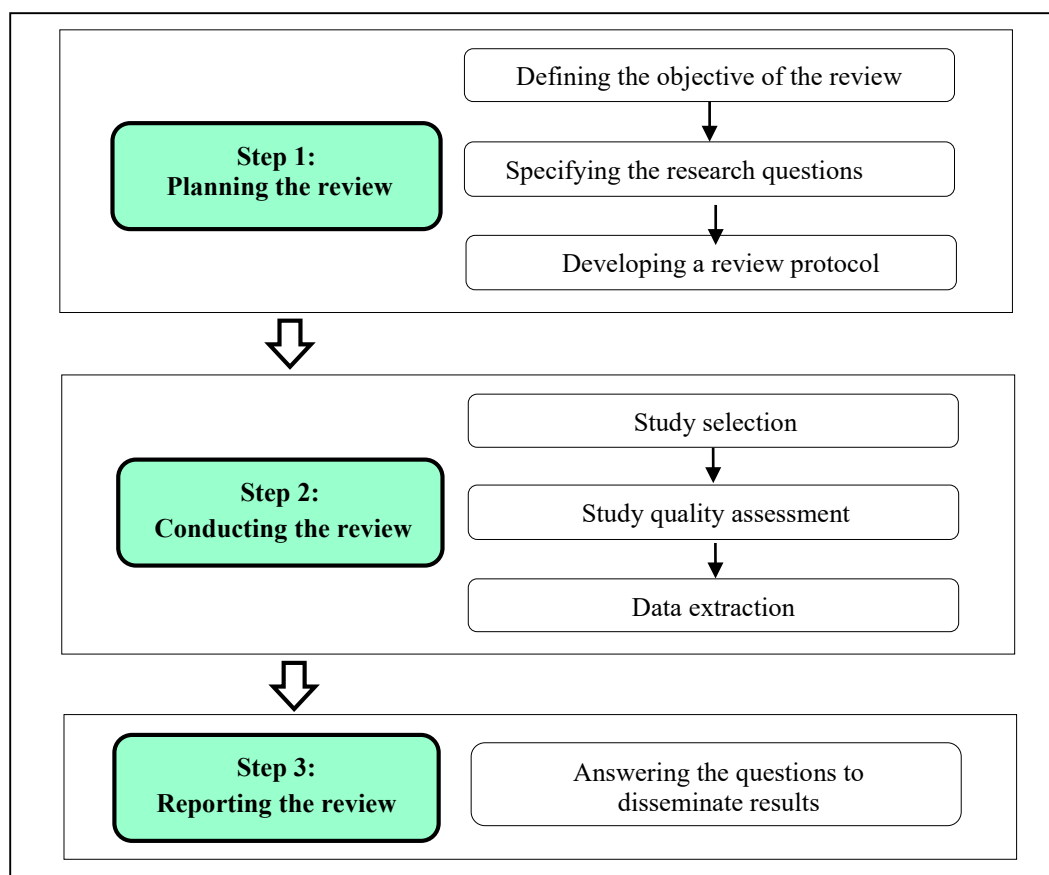 Step 1:
Planning the review
Defining the objective of the review
Specifying the research questions
Developing a review protocol
Step 2:
Conducting the review
Study selection
Study quality assessment
Data extraction
Step 3:
Reporting the review
Answering the questions to
disseminate results